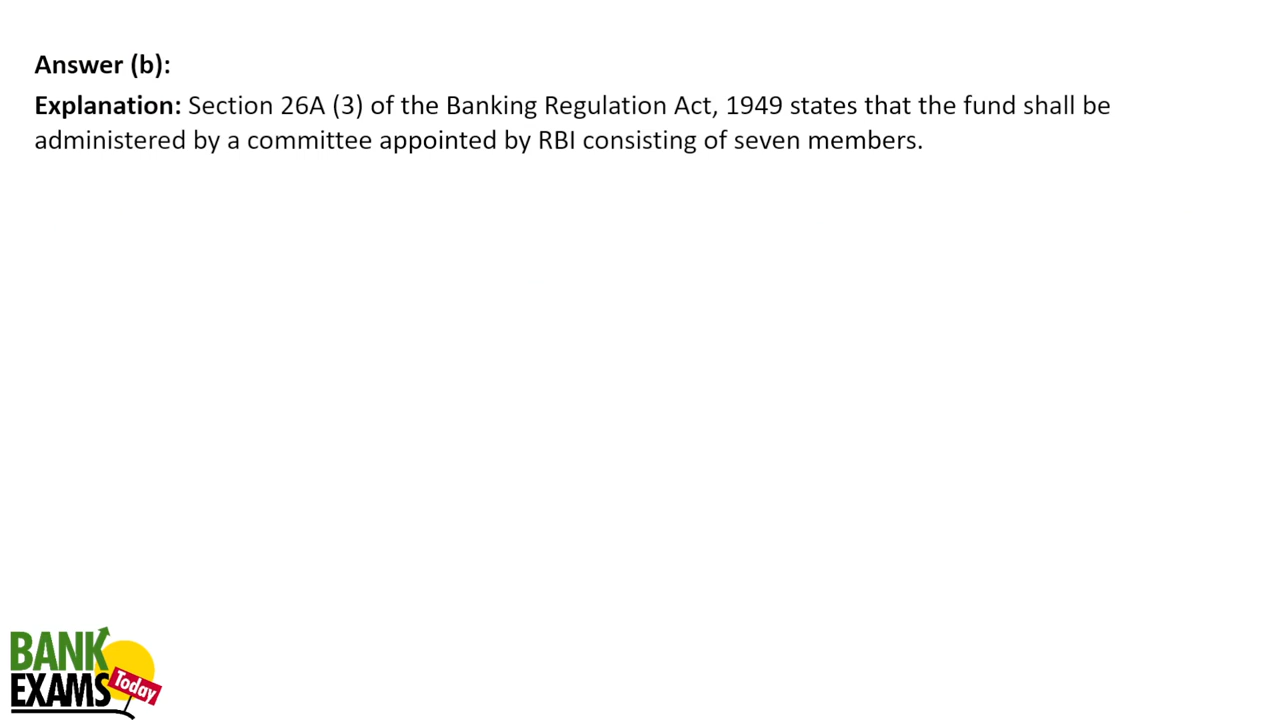 Answer (b):
Explanation: Section 26A (3) of the Banking Regulation Act, 1949 states that the fund shall be
administered by a committee appointed by RBI consisting of seven members.
BANK
EXAMS
Today